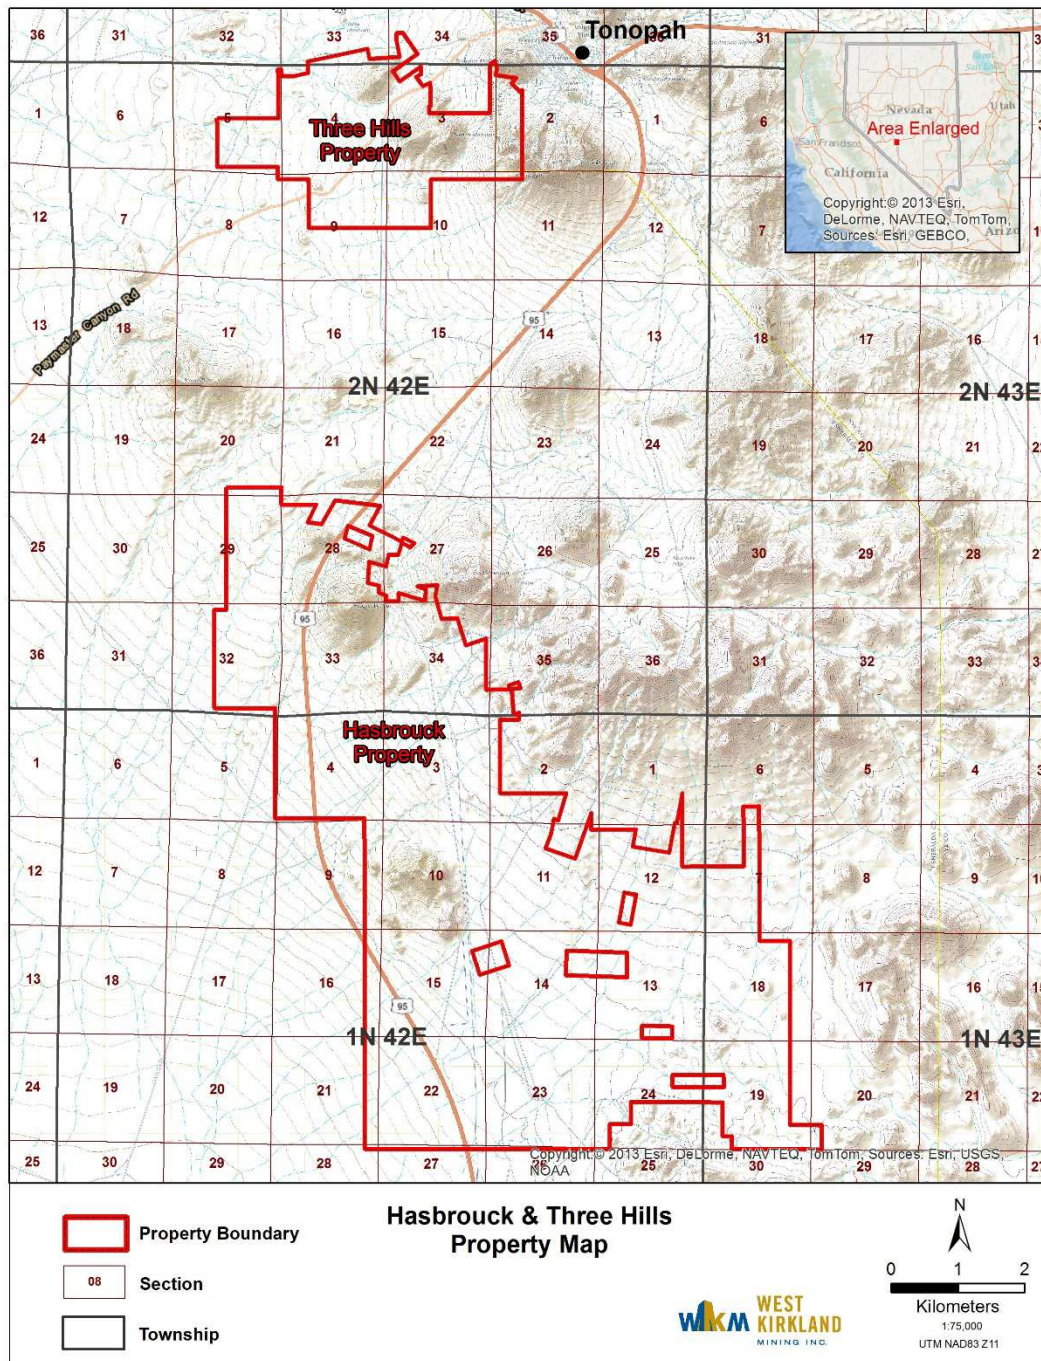 36 31 32 33 34 35 36 31
Tonopah
1 6 5 4 3 2 1 6
Three Hills
Property
12 7 8 9 10 11 12 7
Nevada
Utah
Area Enlarged
San Francisco
California
Copyright:© 2013 Esri,
DeLorme, NAVTEQ, TomTom,
Sources: Esri, GEBCO,
Paymaster Canyon Rd
95
13 18 17 16 15 14 13 18 17 16
2N 42E
2N 43E
24 19 20 21 22 23 24 19 20 21
25 30 29 28 27 26 25 30 29 28 27
95
36 31 32 33 34 35 36 31 32 33 34
Hasbrouck
Property
1 6 5 4 3 2 1 6 5 4 3
12 7 8 9 10 11 12 7 8 9
13 18 17 16 15 14 13 18 17 16 15
95
1N 42E
1N 43E
24 19 20 21 22 23 24 19 20 21
25 30 29 28 27 26 25 30 29 28 27
Copyright:© 2013 Esri, DeLorme, NAVTEQ, TomTom, Sources: Esri, USGS,
NOAA
Property Boundary
08
Section
Township
Hasbrouck & Three Hills
Property Map
WKM
WEST
KIRKLAND
MINING INC.
N
0 1 2
Kilometers
1:75,000
UTM NAD83 Z11